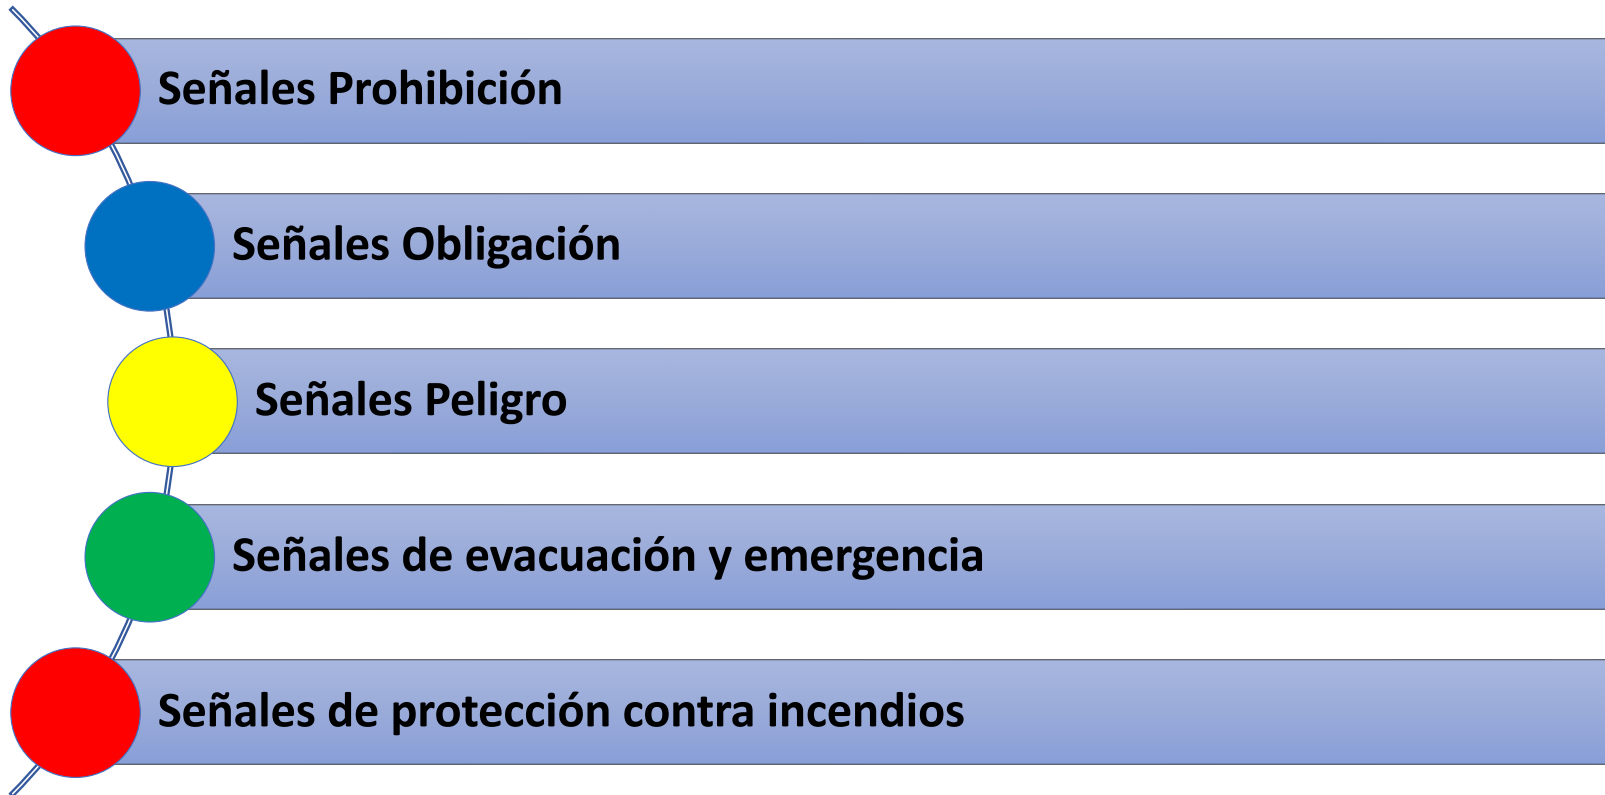 Señales Prohibición
Señales Obligación
Señales Peligro
Señales de evacuación y emergencia
Señales de protección contra incendios